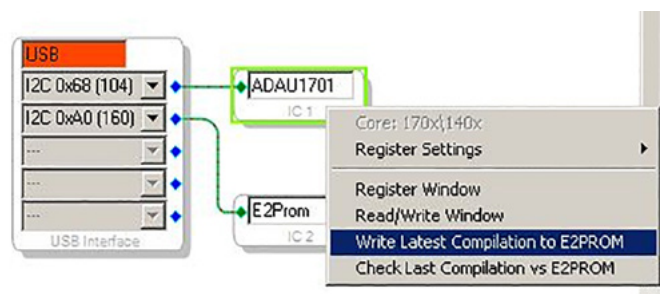 USB
I2C 0x68 (104)
I2C 0xA0 (160)
---
---
---
USB Interface
ADAU1701
IC 1
E2Prom
IC 2
Core: 170x\140x
Register Settings
Register Window
Read/Write Window
Write Latest Compilation to E2PROM
Check Last Compilation vs E2PROM